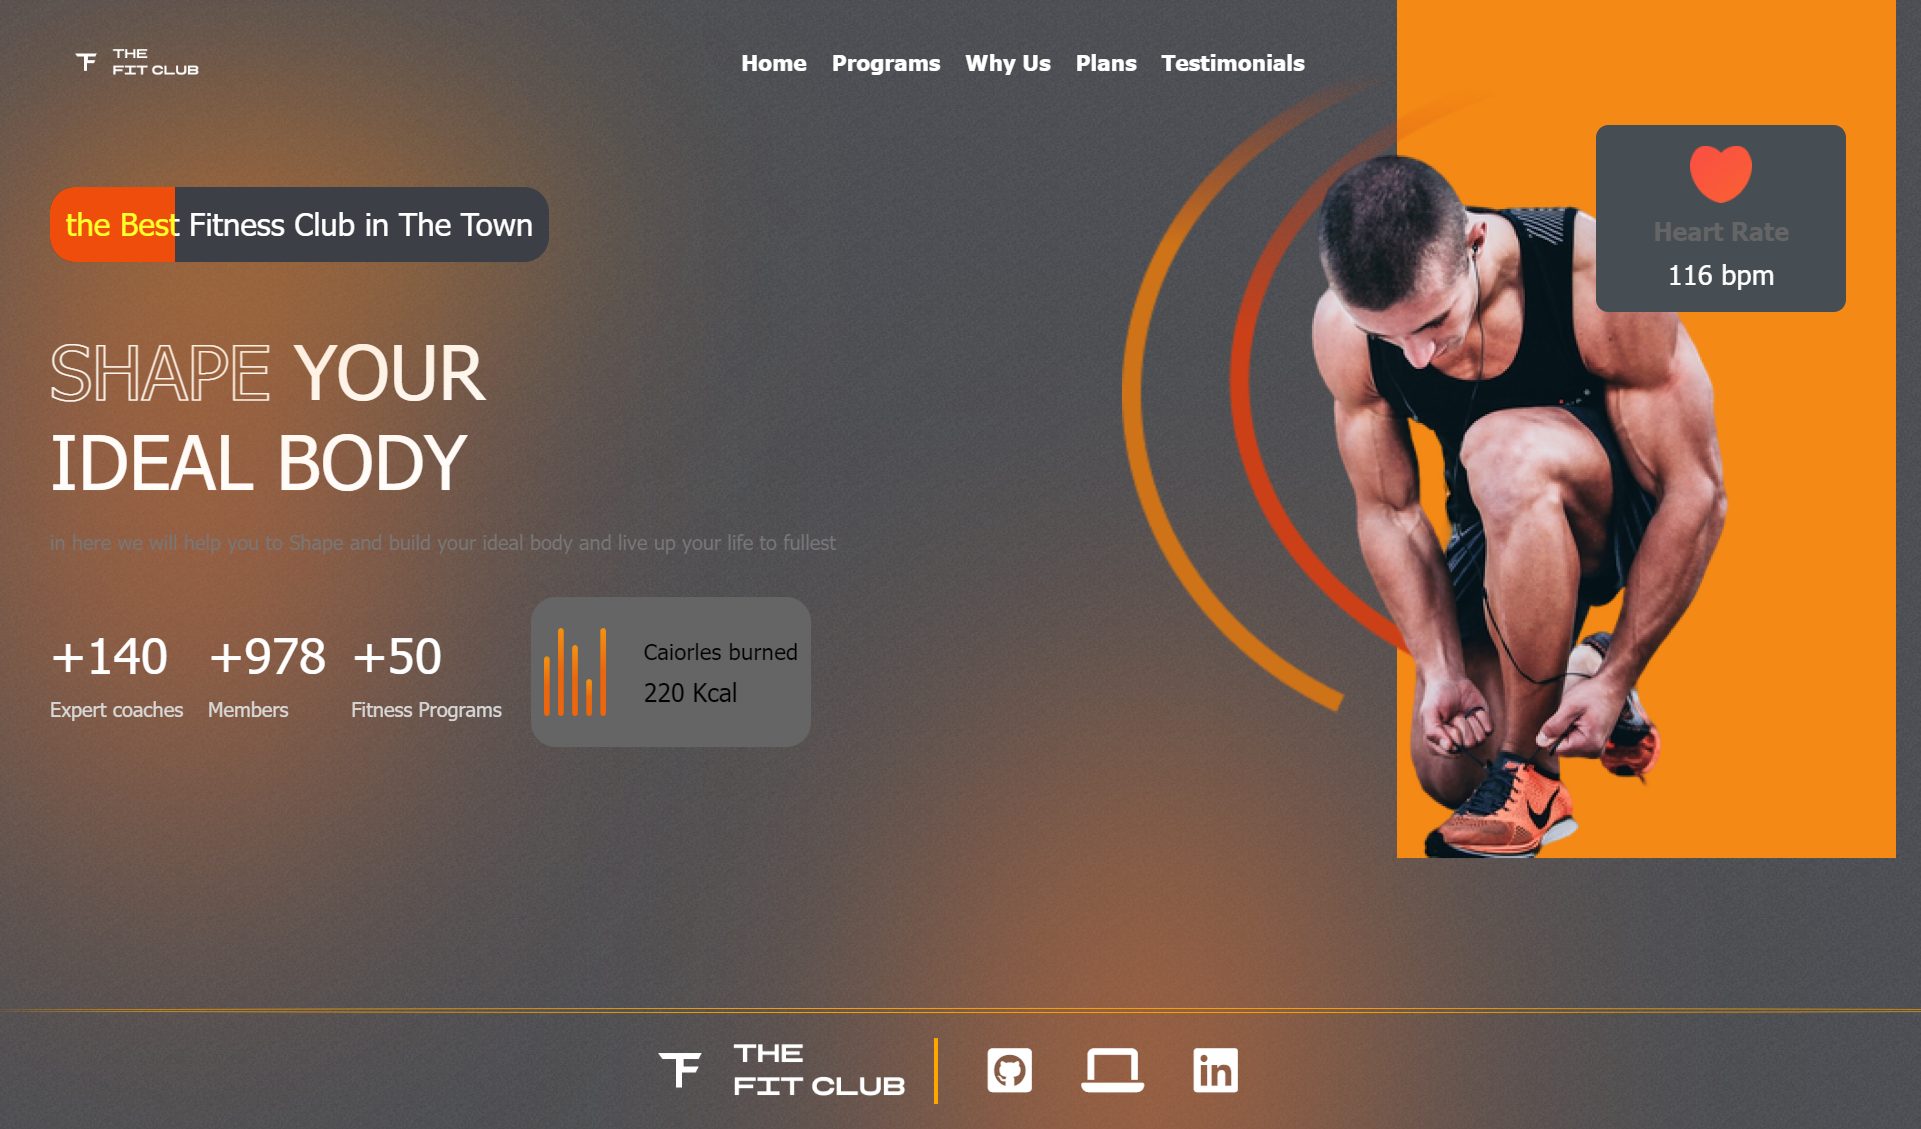 THE
FIT CLUB
Home Programs Why Us Plans Testimonials
the Best Fitness Club in The Town
Heart Rate
116 bpm
SHAPE YOUR
IDEAL BODY
in here we will help you to Shape and build your ideal body and live up your life to fullest
+140 +978 +50
Expert coaches Members Fitness Programs
Caiorles burned
220 Kcal
THE
FIT CLUB
in